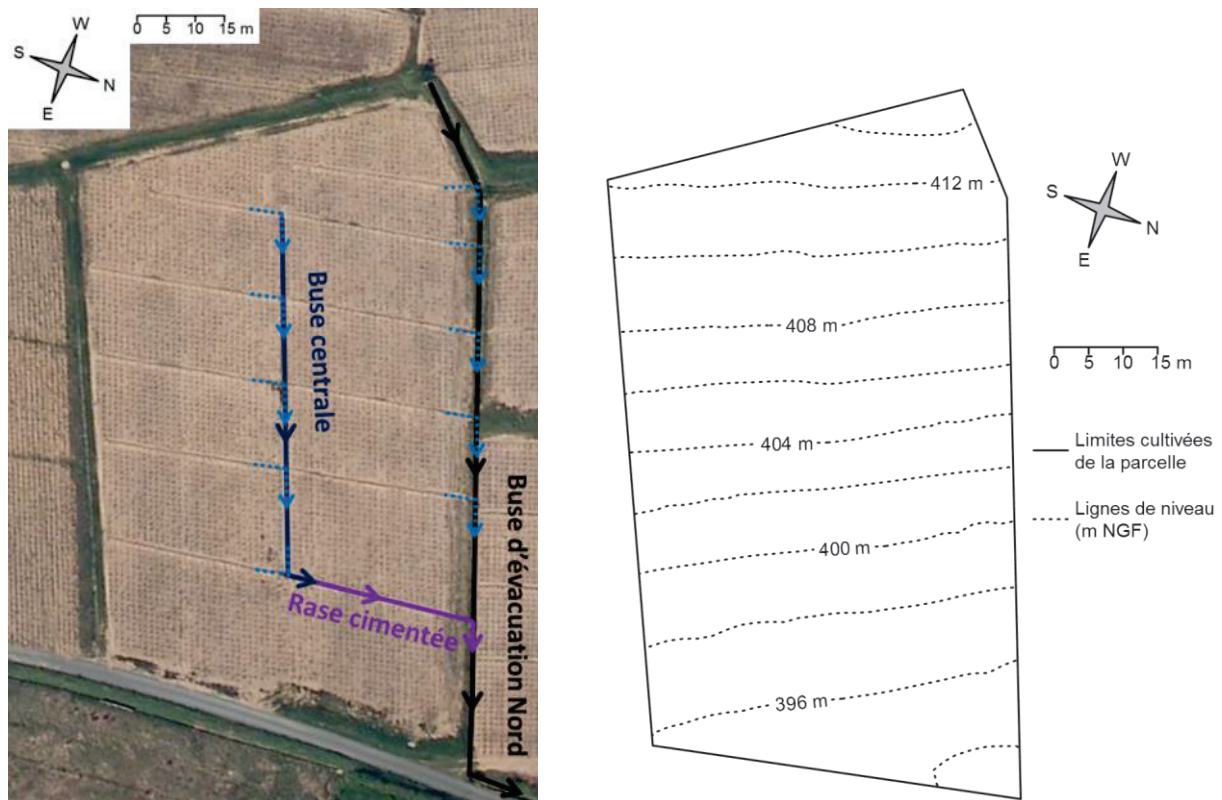 W
S
N
E
0 5 10 15 m
Buse centrale
Rase cimentée
Buse d'évacuation Nord
412 m
408 m
404 m
400 m
396 m
W
S
N
E
0 5 10 15 m
Limites cultivées
de la parcelle
Lignes de niveau
(m NGF)